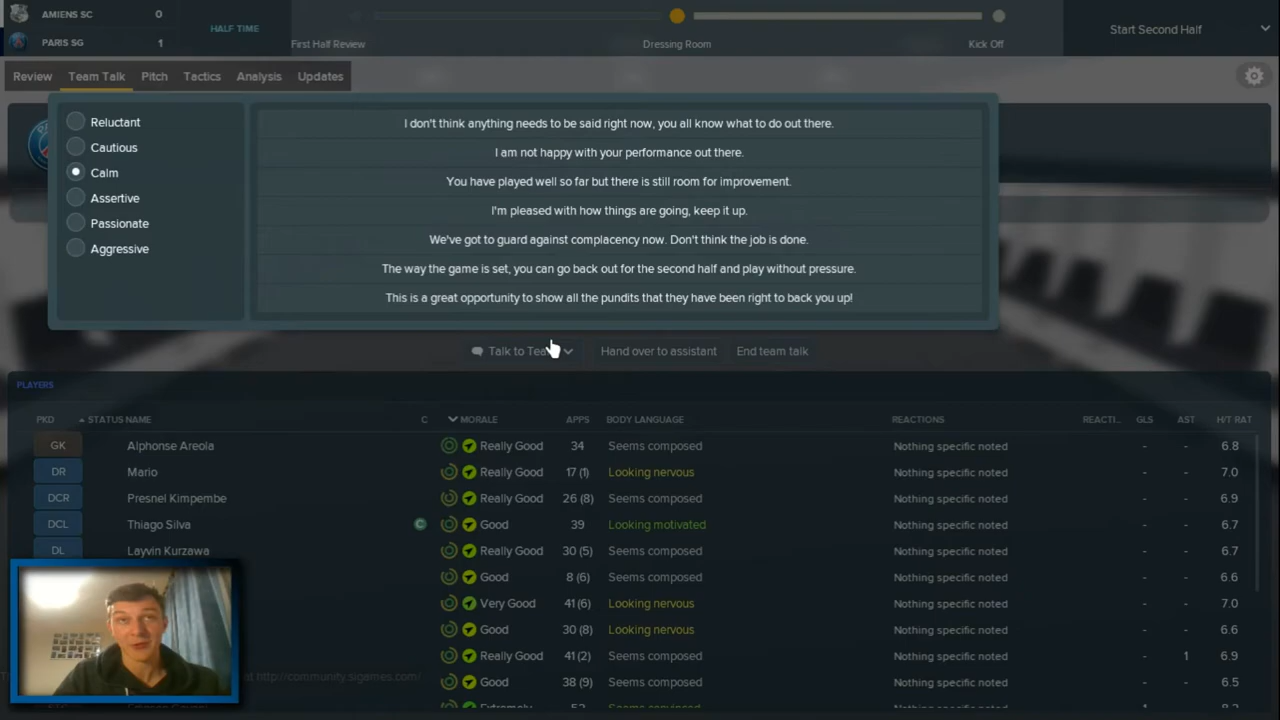 AMIENS SC 0
PARIS SG 1
HALF TIME
First Half Review
Dressing Room
Kick Off
Start Second Half
Review Team Talk Pitch Tactics Analysis Updates
Reluctant
Cautious
Calm
Assertive
Passionate
Aggressive
I don't think anything needs to be said right now, you all know what to do out there.
I am not happy with your performance out there.
You have played well so far but there is still room for improvement.
I'm pleased with how things are going, keep it up.
We've got to guard against complacency now. Don't think the job is done.
The way the game is set, you can go back out for the second half and play without pressure.
This is a great opportunity to show all the pundits that they have been right to back you up!
Talk to Tea Hand over to assistant End team talk
PLAYERS
PKD STATUS NAME C MORALE APPS BODY LANGUAGE REACTIONS REACTI... GLS AST H/T RAT
GK Alphonse Areola Really Good 34 Seems composed Nothing specific noted - - 6.8
DR Mario Really Good 17 (1) Looking nervous Nothing specific noted - - 7.0
DCR Presnel Kimpembe Really Good 26 (8) Seems composed Nothing specific noted - - 6.9
DCL Thiago Silva C Good 39 Looking motivated Nothing specific noted - - 6.7
DL Layvin Kurzawa Really Good 30 (5) Seems composed Nothing specific noted - - 6.7
Good 8 (6) Seems composed Nothing specific noted - - 6.6
Very Good 41 (6) Looking nervous Nothing specific noted - - 7.0
Good 30 (8) Looking nervous Nothing specific noted - - 6.6
Really Good 41 (2) Seems composed Nothing specific noted - 1 6.9
at http://community.sigames.com/
Good 38 (9) Seems composed Nothing specific noted - - 6.5